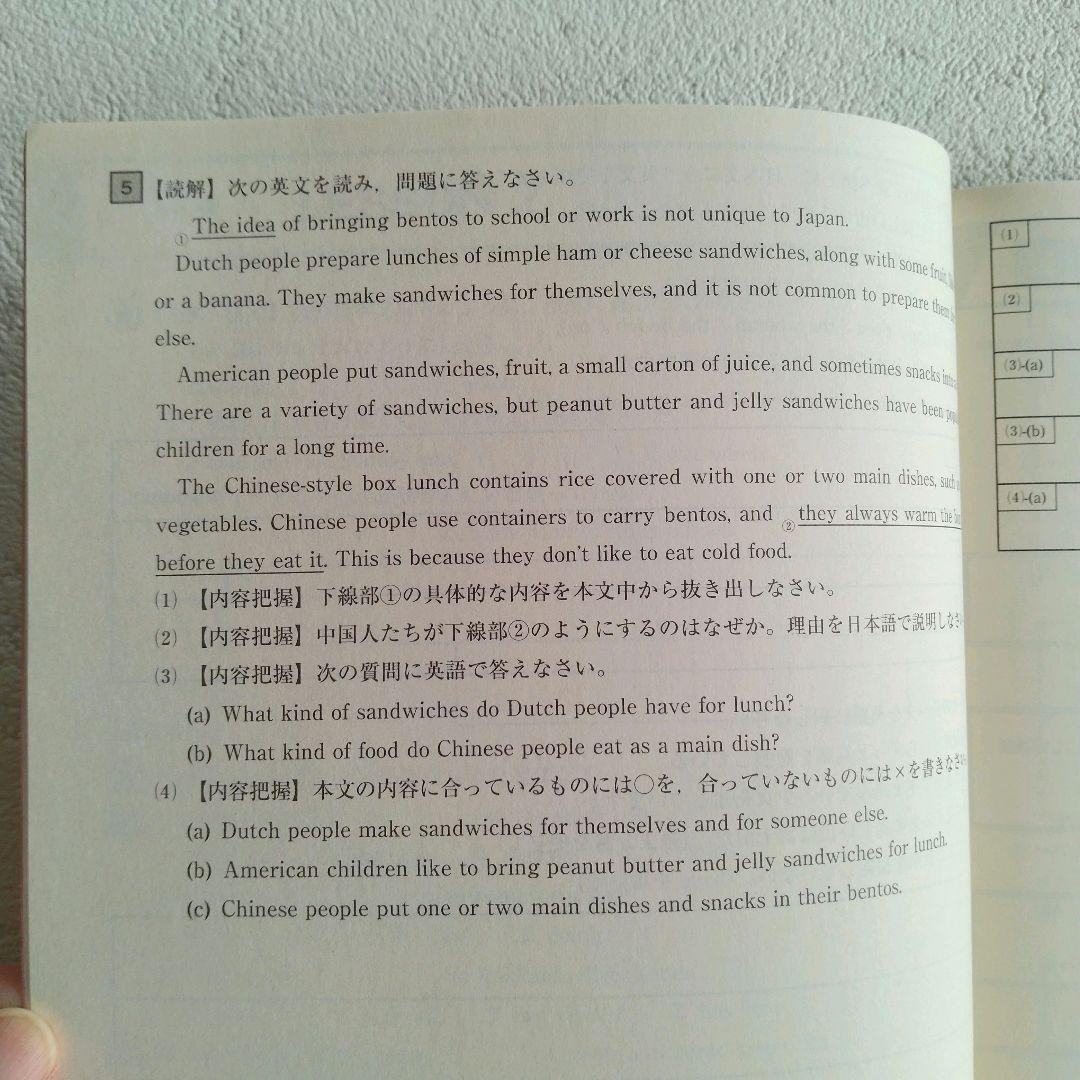 5 【読解】次の英文を読み，問題に答えなさい。
①The idea of bringing bentos to school or work is not unique to Japan.
Dutch people prepare lunches of simple ham or cheese sandwiches, along with some fruit,
or a banana. They make sandwiches for themselves, and it is not common to prepare them
else.
American people put sandwiches, fruit, a small carton of juice, and sometimes snacks
There are a variety of sandwiches, but peanut butter and jelly sandwiches have been
children for a long time.
The Chinese-style box lunch contains rice covered with one or two main dishes, such
vegetables. Chinese people use containers to carry bentos, and ②they always warm the
before they eat it. This is because they don't like to eat cold food.
(1) 【内容把握】下線部①の具体的な内容を本文中から抜き出しなさい。
(2) 【内容把握】中国人たちが下線部②のようにするのはなぜか。理由を日本語で説明しなさい
(3) 【内容把握】次の質問に英語で答えなさい。
(a) What kind of sandwiches do Dutch people have for lunch?
(b) What kind of food do Chinese people eat as a main dish?
(4) 【内容把握】本文の内容に合っているものには○を，合っていないものには×を書きなさい
(a) Dutch people make sandwiches for themselves and for someone else.
(b) American children like to bring peanut butter and jelly sandwiches for lunch.
(c) Chinese people put one or two main dishes and snacks in their bentos.
(1)
(2)
(3)-(a)
(3)-(b)
(4)-(a)